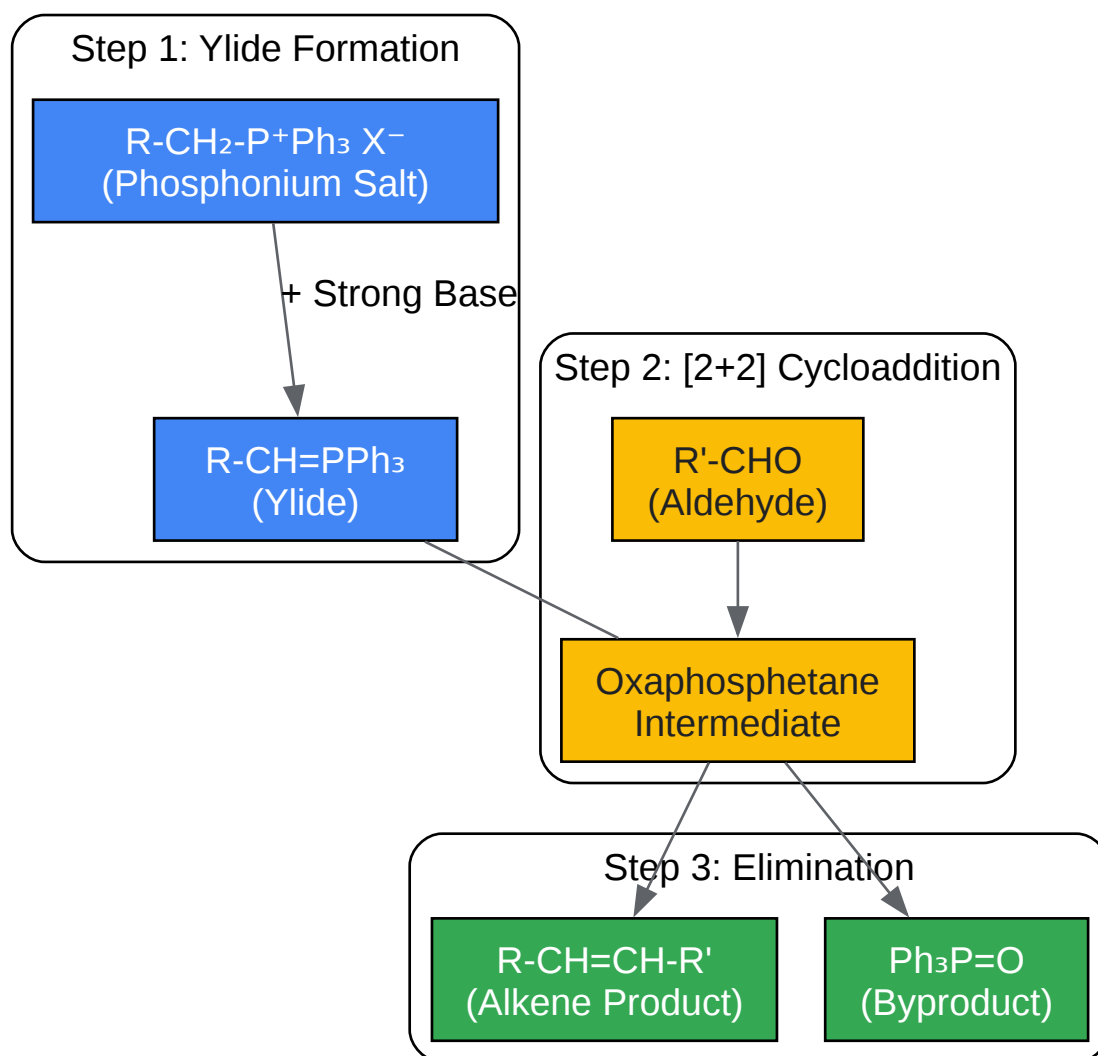 Step 1: Ylide Formation
R-CH₂-P⁺Ph₃ X⁻
(Phosphonium Salt)
+ Strong Base
R-CH=PPh₃
(Ylide)
Step 2: [2+2] Cycloaddition
R'-CHO
(Aldehyde)
Oxaphosphetane
Intermediate
Step 3: Elimination
R-CH=CH-R'
(Alkene Product)
Ph₃P=O
(Byproduct)